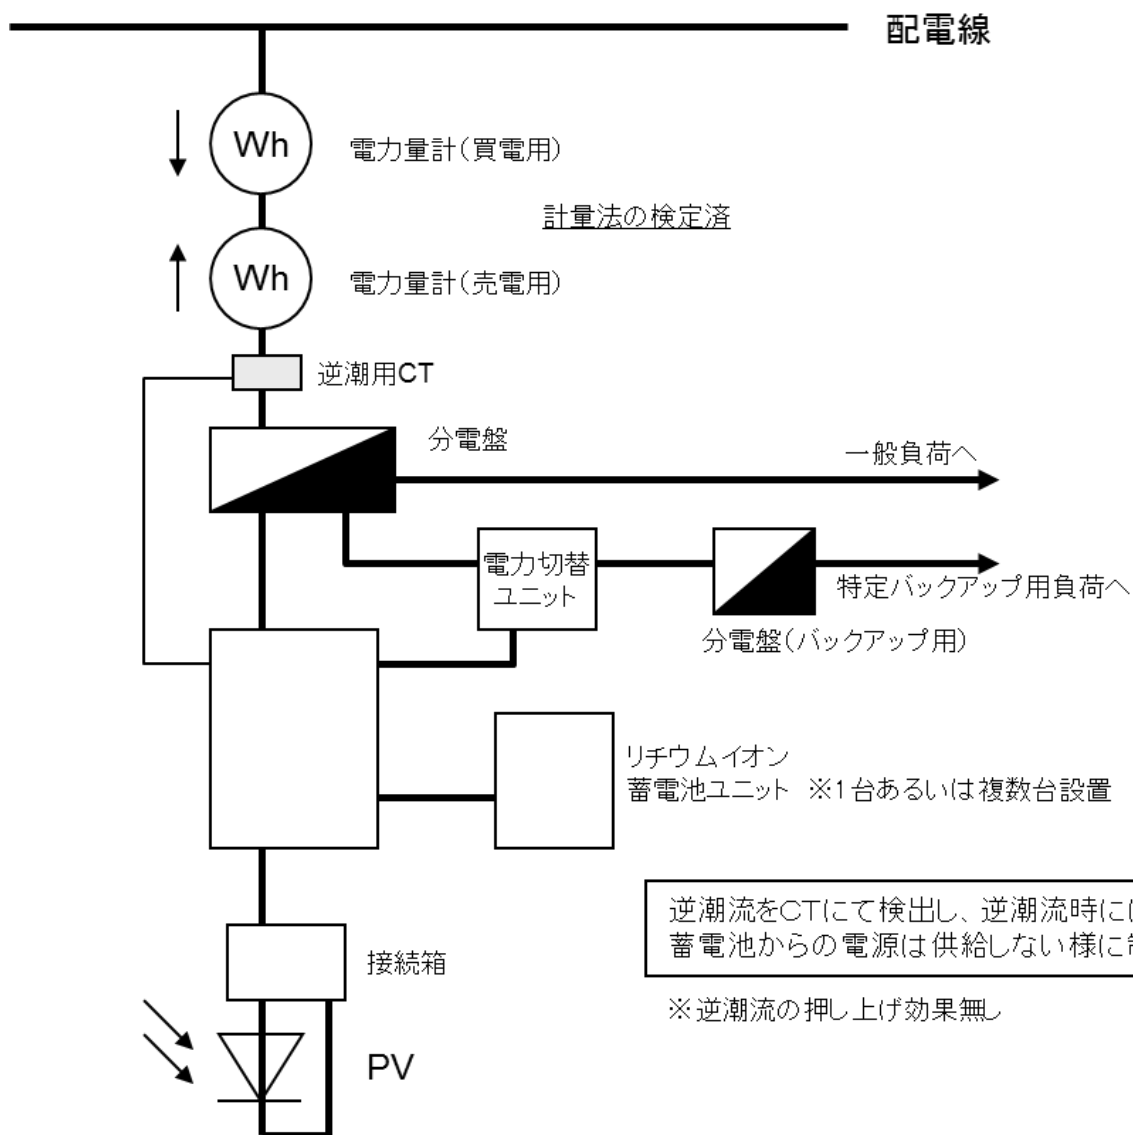 配電線
Wh
電力量計(買電用)
計量法の検定済
Wh
電力量計(売電用)
逆潮用CT
分電盤
一般負荷へ
電力切替
ユニット
特定バックアップ用負荷へ
分電盤(バックアップ用)
リチウムイオン
蓄電池ユニット ※1台あるいは複数台設置
逆潮流をCTにて検出し、逆潮流時に
蓄電池からの電源は供給しない様に
接続箱
※逆潮流の押し上げ効果無し
PV